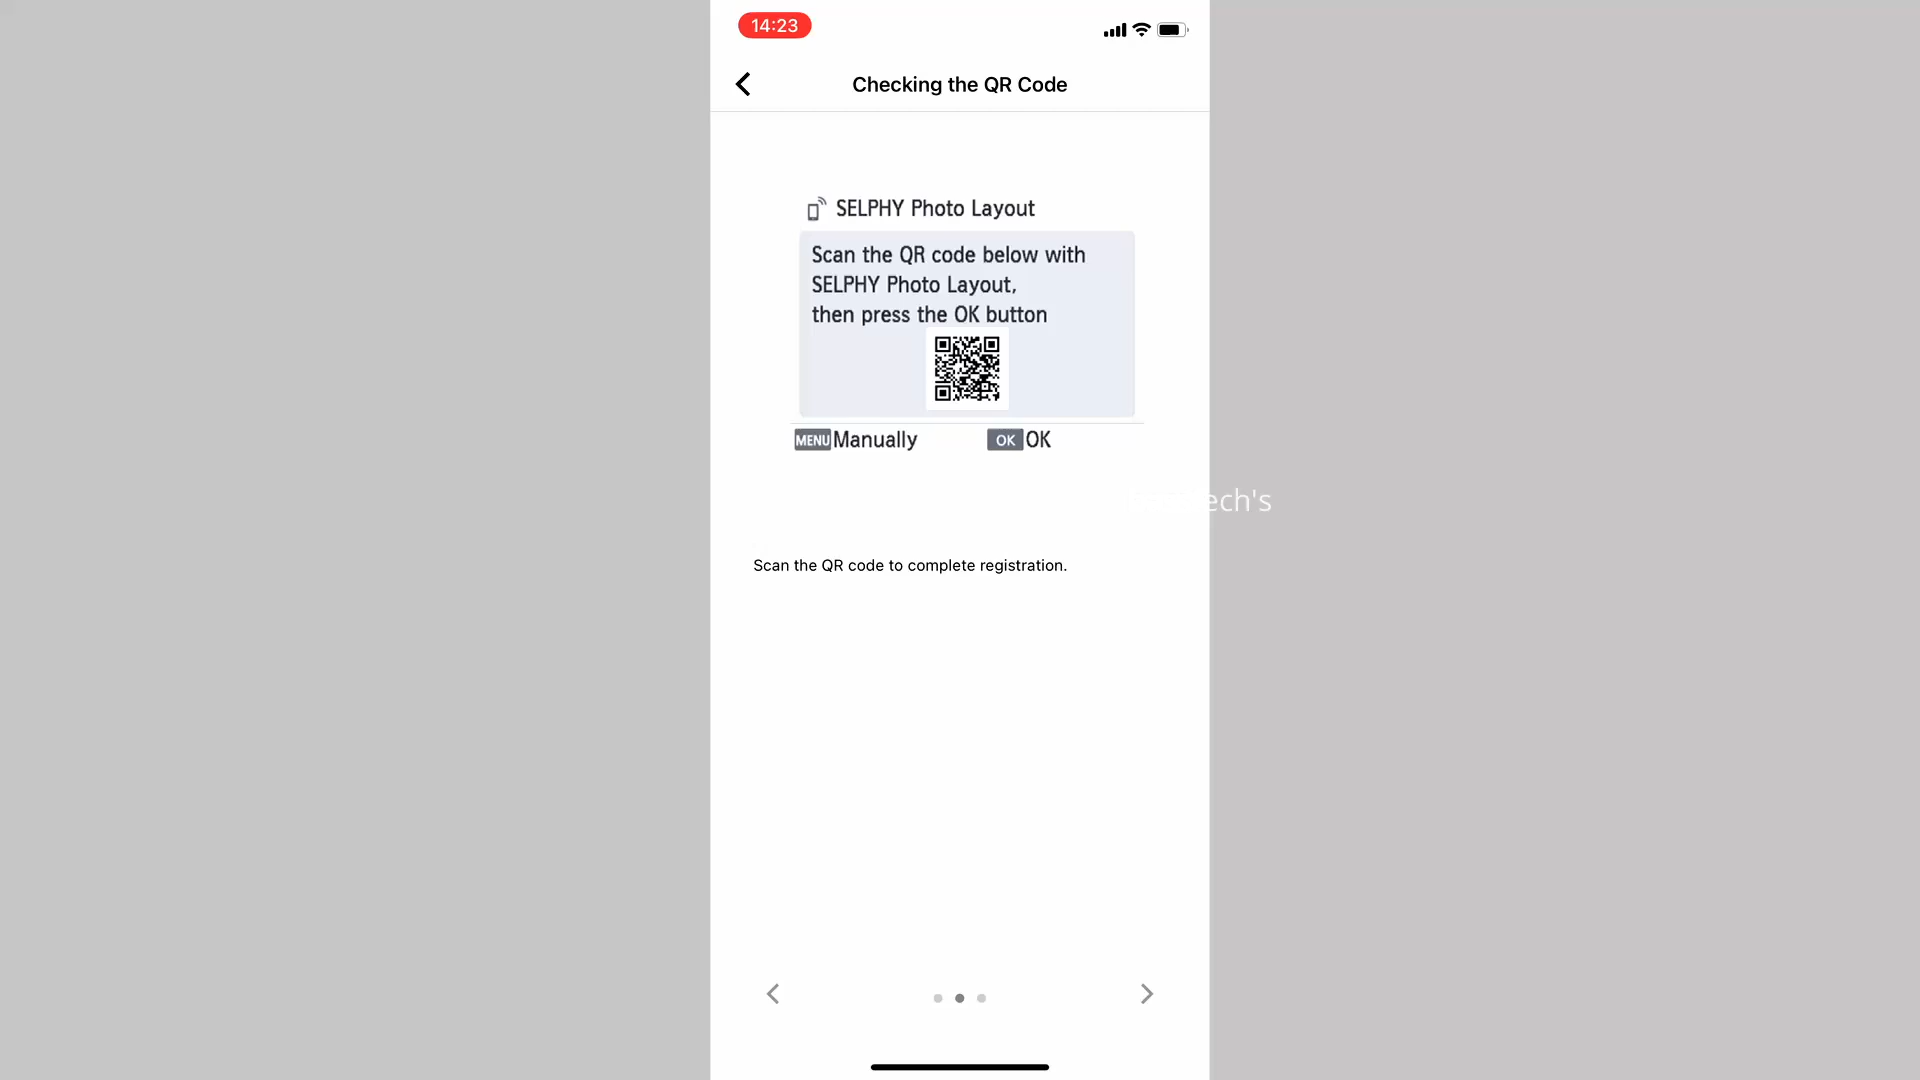 14:23
Checking the QR Code
SELPHY Photo Layout
Scan the QR code below with
SELPHY Photo Layout,
then press the OK button
MENU Manually OK OK
ech's
Scan the QR code to complete registration.